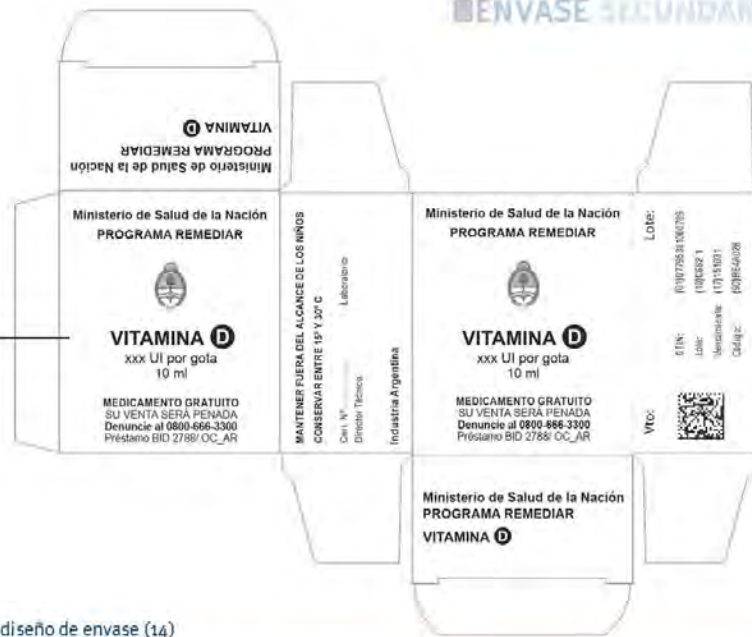 ENVASE SECUNDAR
VITAMINA D
PROGRAMA REMEDIAR
Ministerio de Salud de la Nación
Ministerio de Salud de la Nación
PROGRAMA REMEDIAR
VITAMINA D
xxx UI por gota
10 ml
MEDICAMENTO GRATUITO
SU VENTA SERÁ PENADA
Denuncie al 0800-666-3300
Préstamo BID 2788/ OC_AR
MANTENER FUERA DEL ALCANCE DE LOS NIÑOS
CONSERVAR ENTRE 15º Y 30º C
Cert. Nº Laboratorio
Director Técnico
Industria Argentina
Ministerio de Salud de la Nación
PROGRAMA REMEDIAR
VITAMINA D
xxx UI por gota
10 ml
MEDICAMENTO GRATUITO
SU VENTA SERÁ PENADA
Denuncie al 0800-666-3300
Préstamo BID 2788/ OC_AR
Vto: Lote:
GTIN:
Lote:
Vencimiento: (17)151031
Código:
Ministerio de Salud de la Nación
PROGRAMA REMEDIAR
VITAMINA D
diseño de envase (14)